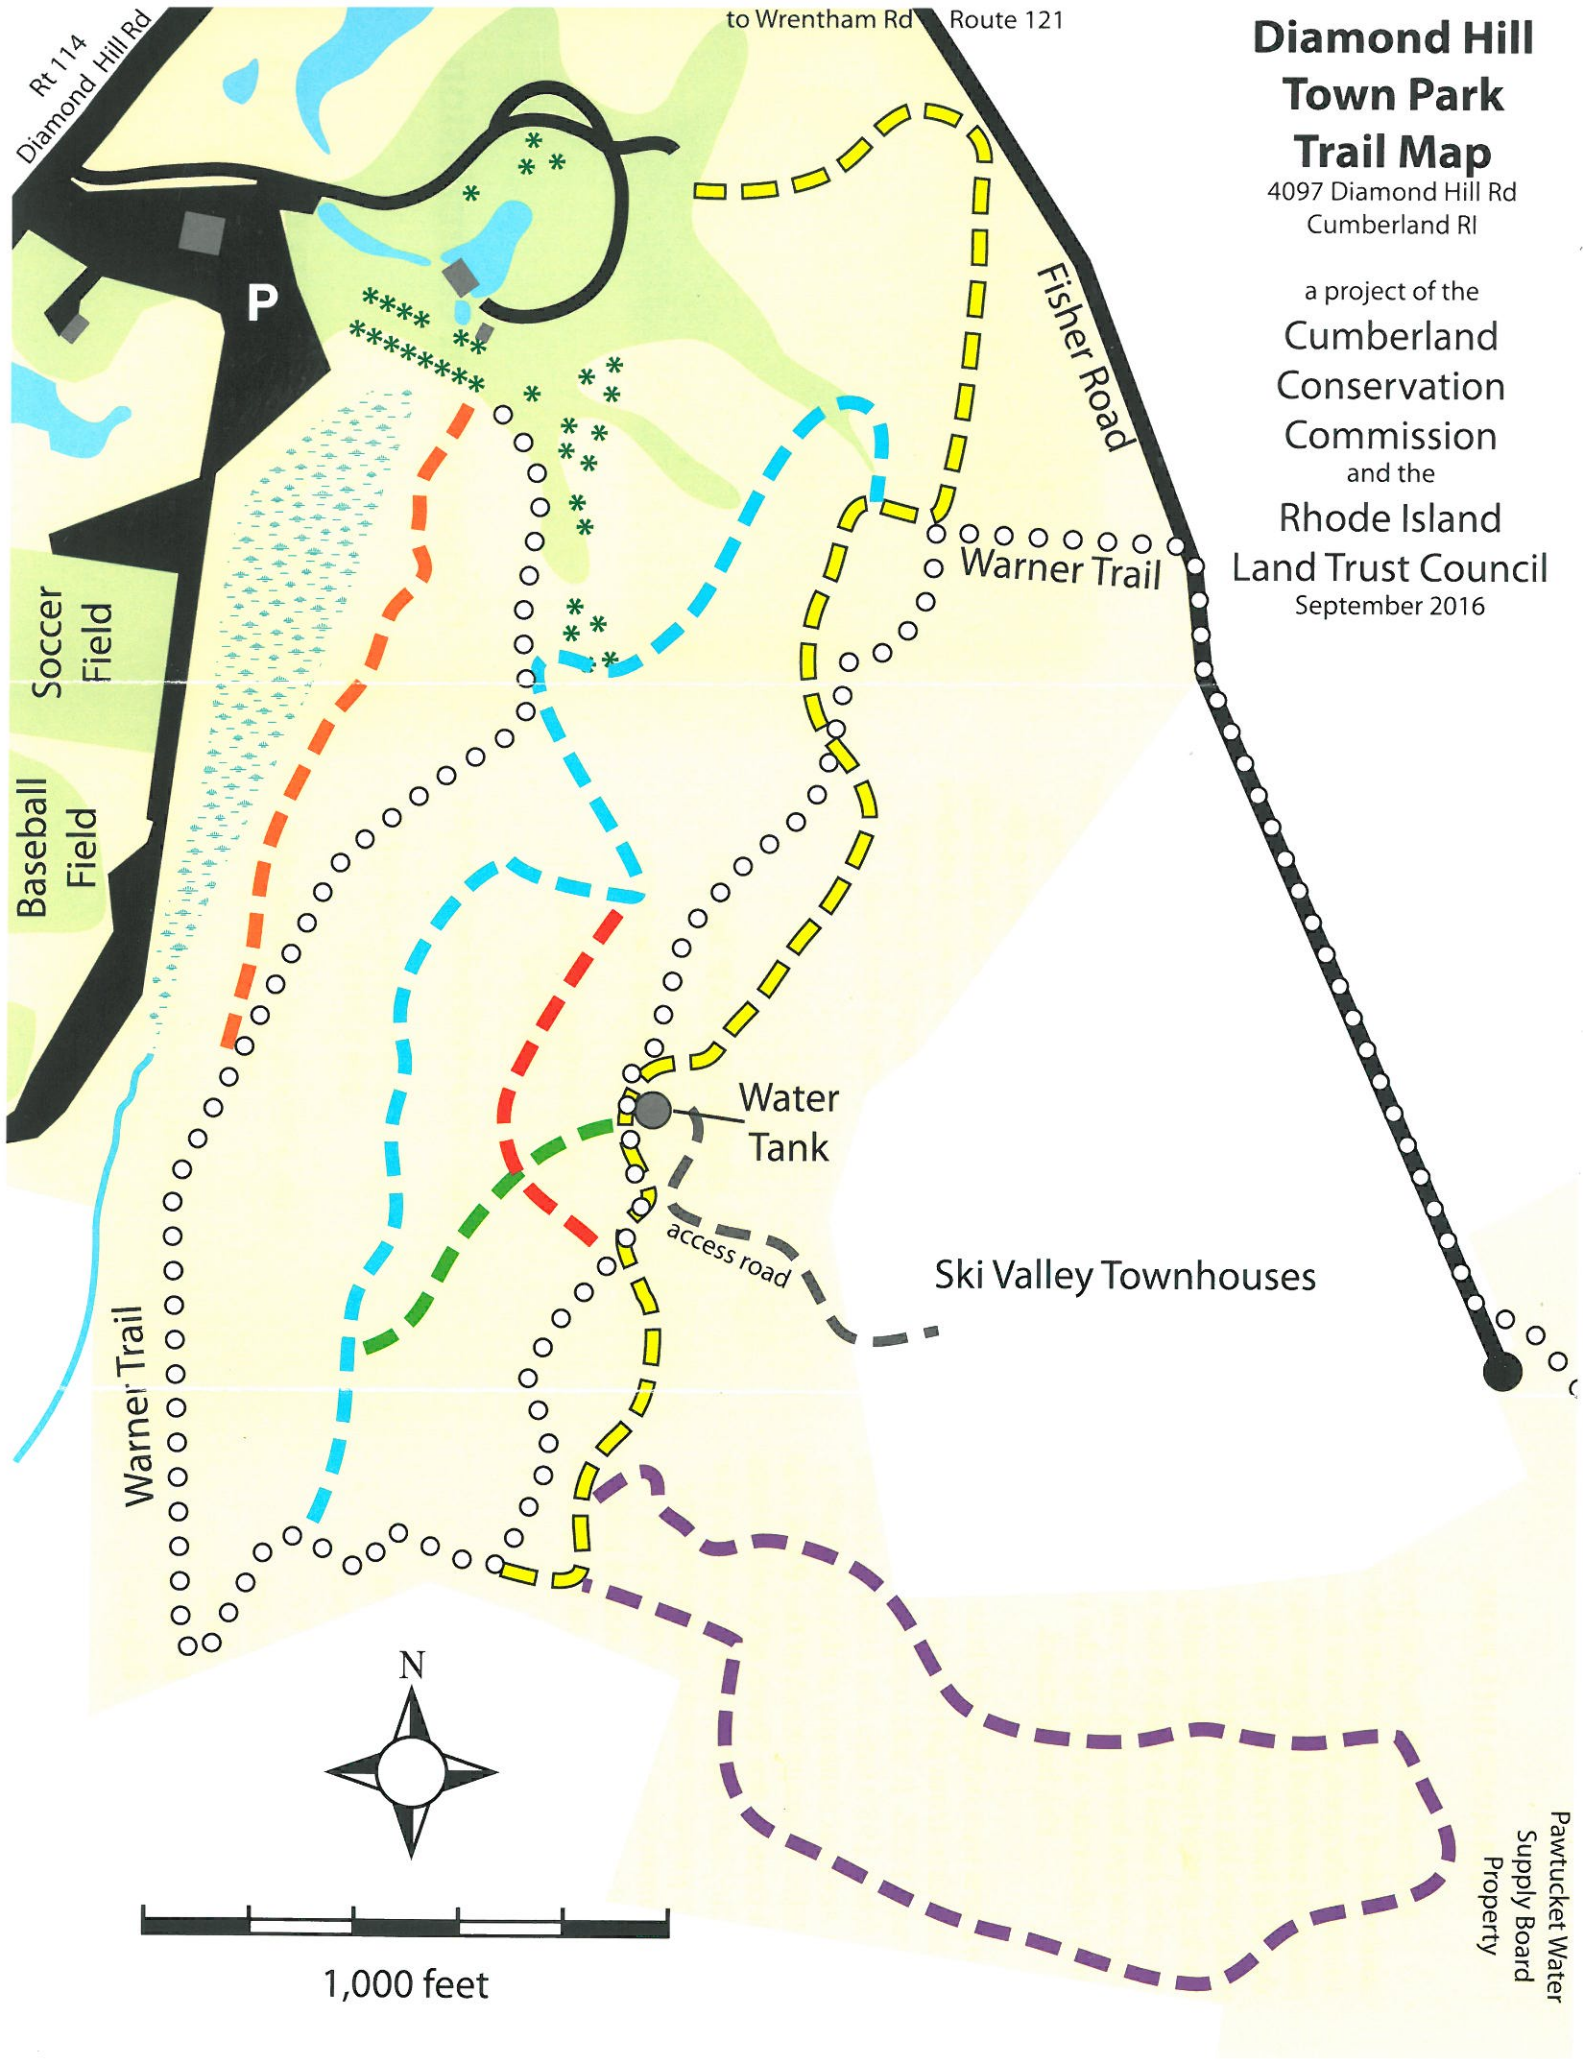 Rt 114
Diamond Hill Rd
to Wrentham Rd
Route 121
Diamond Hill
Town Park
Trail Map
4097 Diamond Hill Rd
Cumberland RI
a project of the
Cumberland
Conservation
Commission
and the
Rhode Island
Land Trust Council
September 2016
P
Fisher Road
Warner Trail
Soccer
Field
Baseball
Field
Water
Tank
access road
Ski Valley Townhouses
Warner Trail
N
1,000 feet
Pawtucket Water
Supply Board
Property